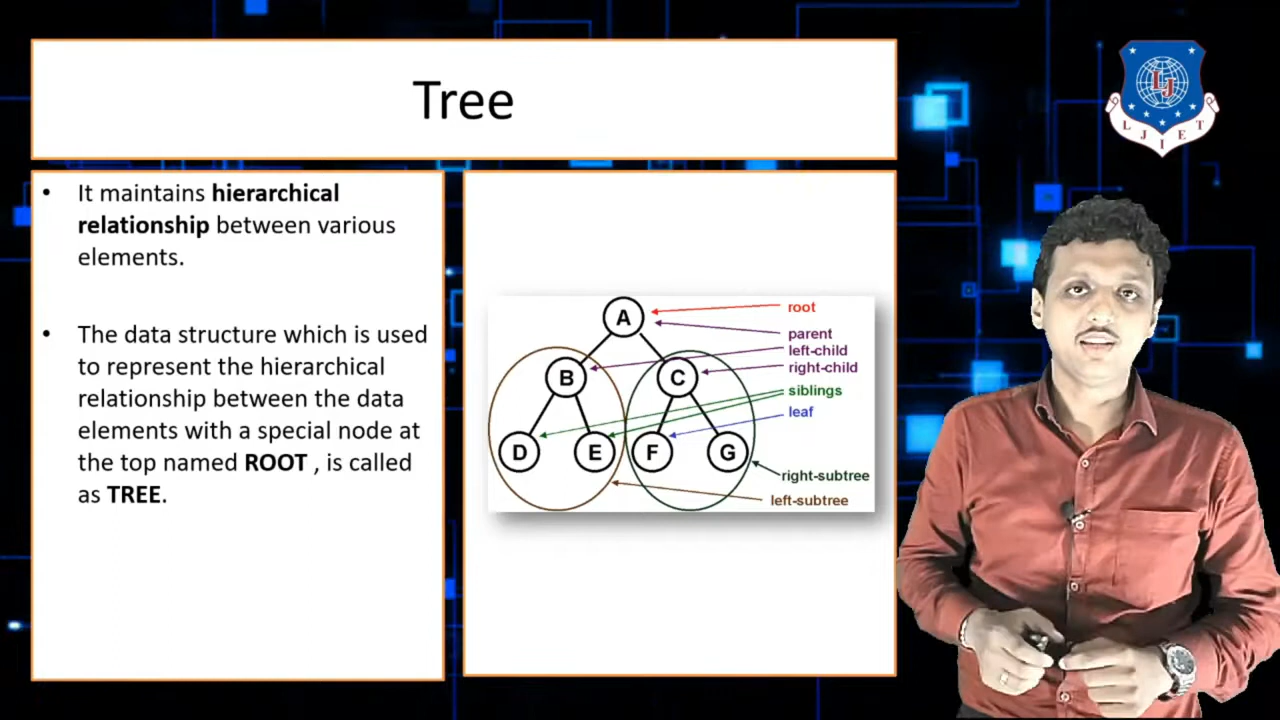 Tree
• It maintains hierarchical
relationship between various
elements.
• The data structure which is used
to represent the hierarchical
relationship between the data
elements with a special node at
the top named ROOT , is called
as TREE.
A
root
parent
left-child
right-child
B
C
siblings
leaf
D
E
F
G
right-subtree
left-subtree
LJ
L J I E T